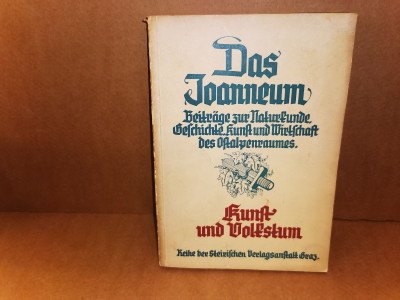 Das
Joanneum
Beiträge zur Naturkunde,
Geschichte, Kunst und Wirtschaft
des Ostalpenraumes.
Kunst
und Volkstum
Reihe der Steirischen Verlagsanstalt Graz.